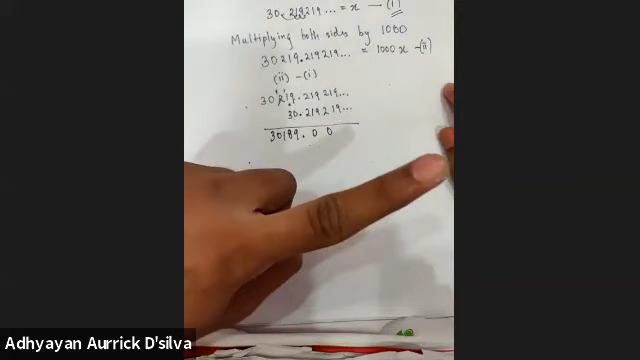 30.219219... = x — (i)
Multiplying both sides by 1000
30219.219219... = 1000x – (ii)
(ii) – (i)
30219.219219...
30.219219...
30189.00
Adhyayan Aurrick D'silva